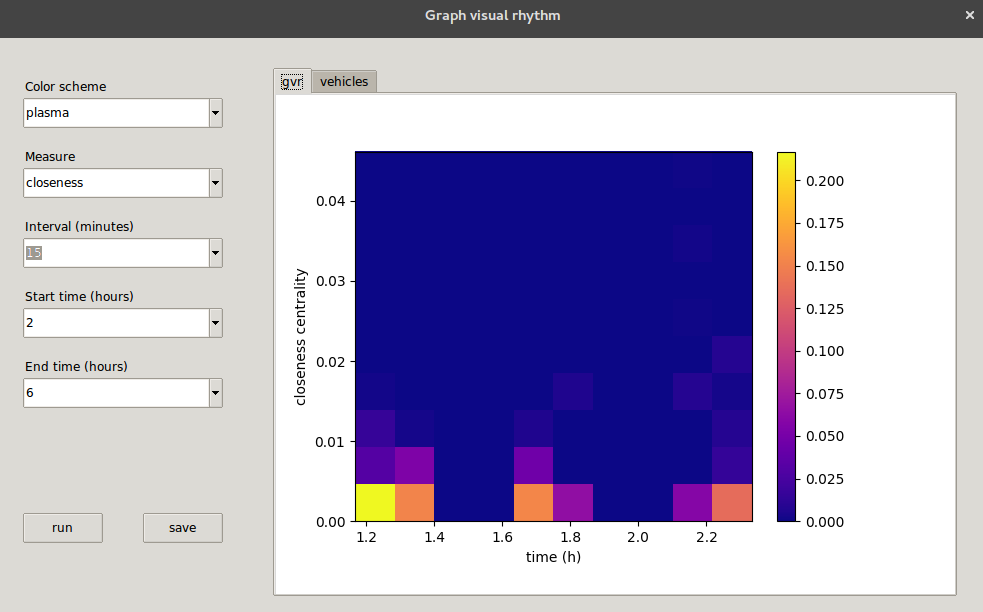 Graph visual rhythm
×
Color scheme
plasma
Measure
closeness
Interval (minutes)
15
Start time (hours)
2
End time (hours)
6
run
save
gvr
vehicles
closeness centrality
0.04
0.03
0.02
0.01
0.00
1.2
1.4
1.6
1.8
2.0
2.2
time (h)
0.200
0.175
0.150
0.125
0.100
0.075
0.050
0.025
0.000